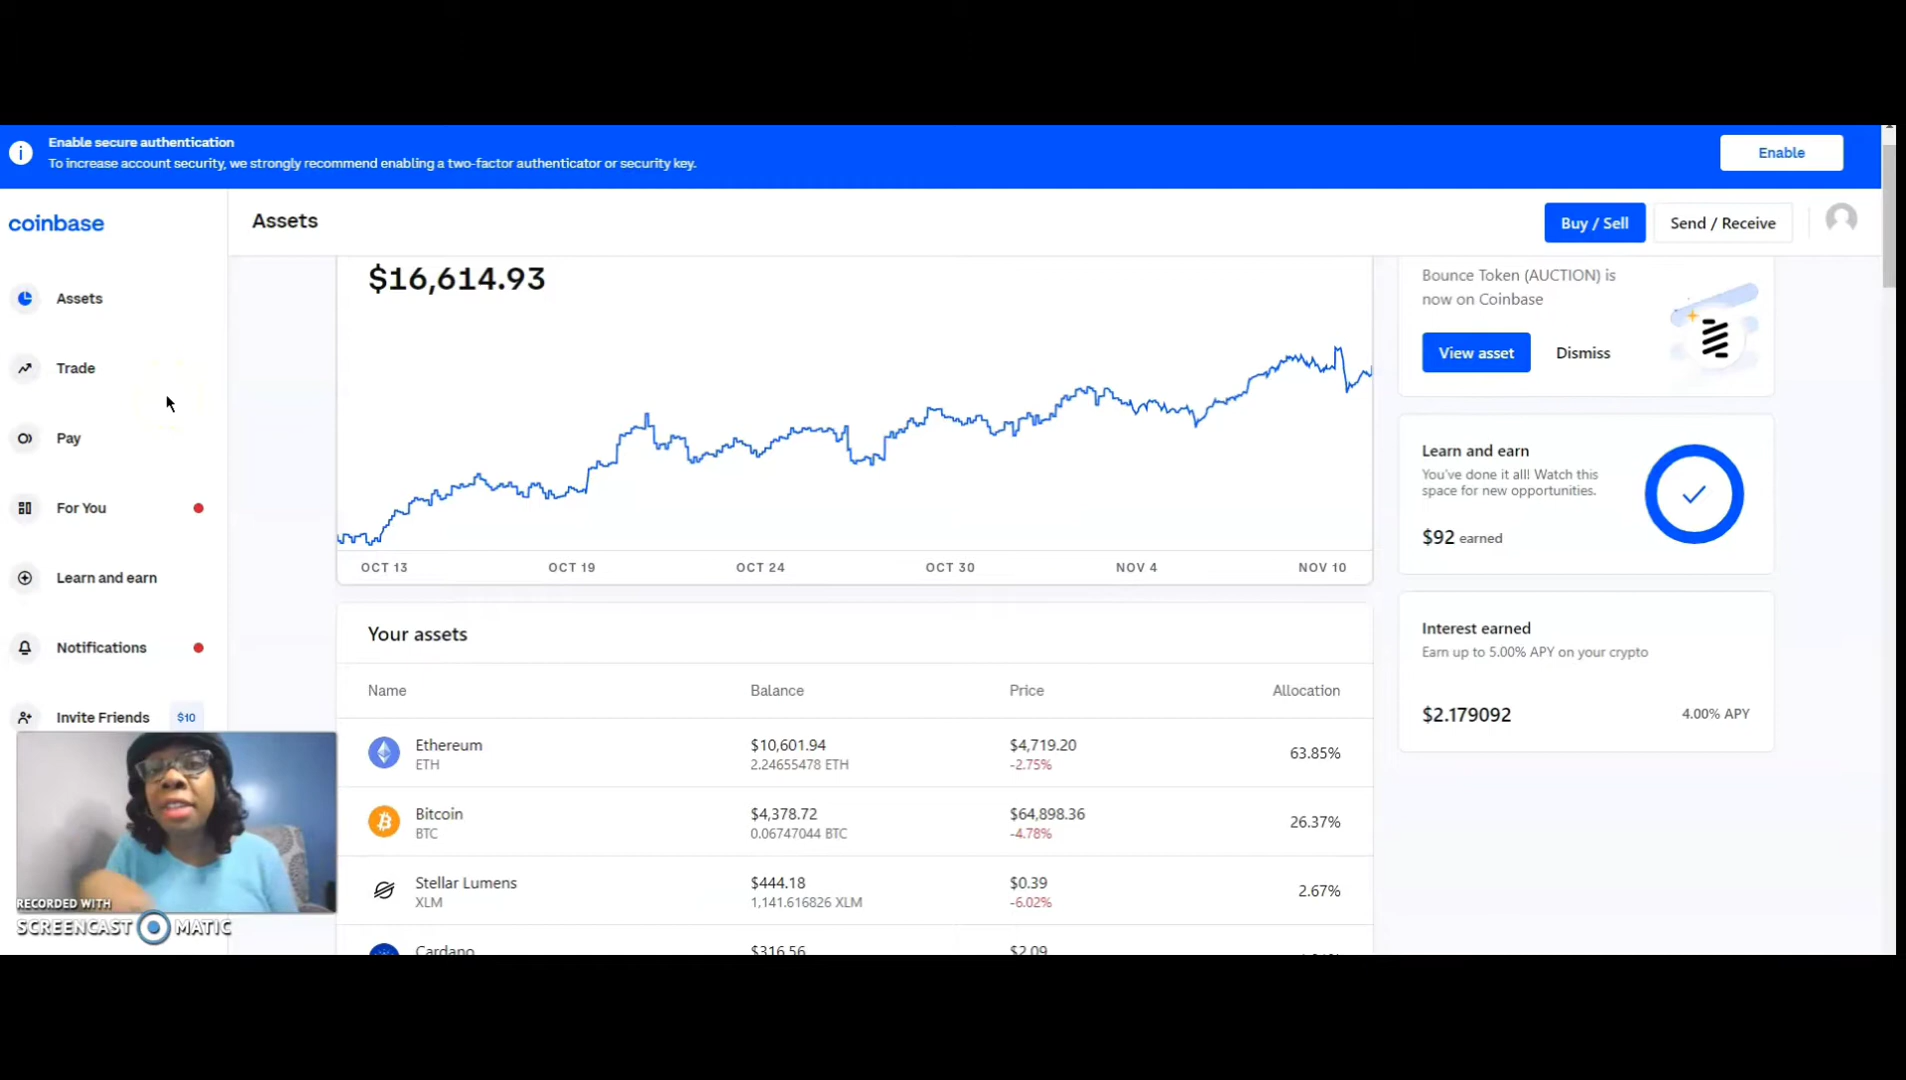 Enable secure authentication
To increase account security, we strongly recommend enabling a two-factor authenticator or security key.
Enable
coinbase
Assets
Buy / Sell
Send / Receive
Assets
Trade
Pay
For You
Learn and earn
Notifications
Invite Friends
$10
$16,614.93
OCT 13 OCT 19 OCT 24 OCT 30 NOV 4 NOV 10
Bounce Token (AUCTION) is
now on Coinbase
View asset
Dismiss
Learn and earn
You've done it all! Watch this
space for new opportunities.
$92 earned
Interest earned
Earn up to 5.00% APY on your crypto
$2.179092
4.00% APY
Your assets
Name Balance Price Allocation
Ethereum $10,601.94 $4,719.20 63.85%
ETH 2.24655478 ETH -2.75%
Bitcoin $4,378.72 $64,898.36 26.37%
BTC 0.06747044 BTC -4.78%
Stellar Lumens $444.18 $0.39 2.67%
XLM 1,141.616826 XLM -6.02%
Cardano $316.56 $2.09
RECORDED WITH
SCREENCAST MATIC